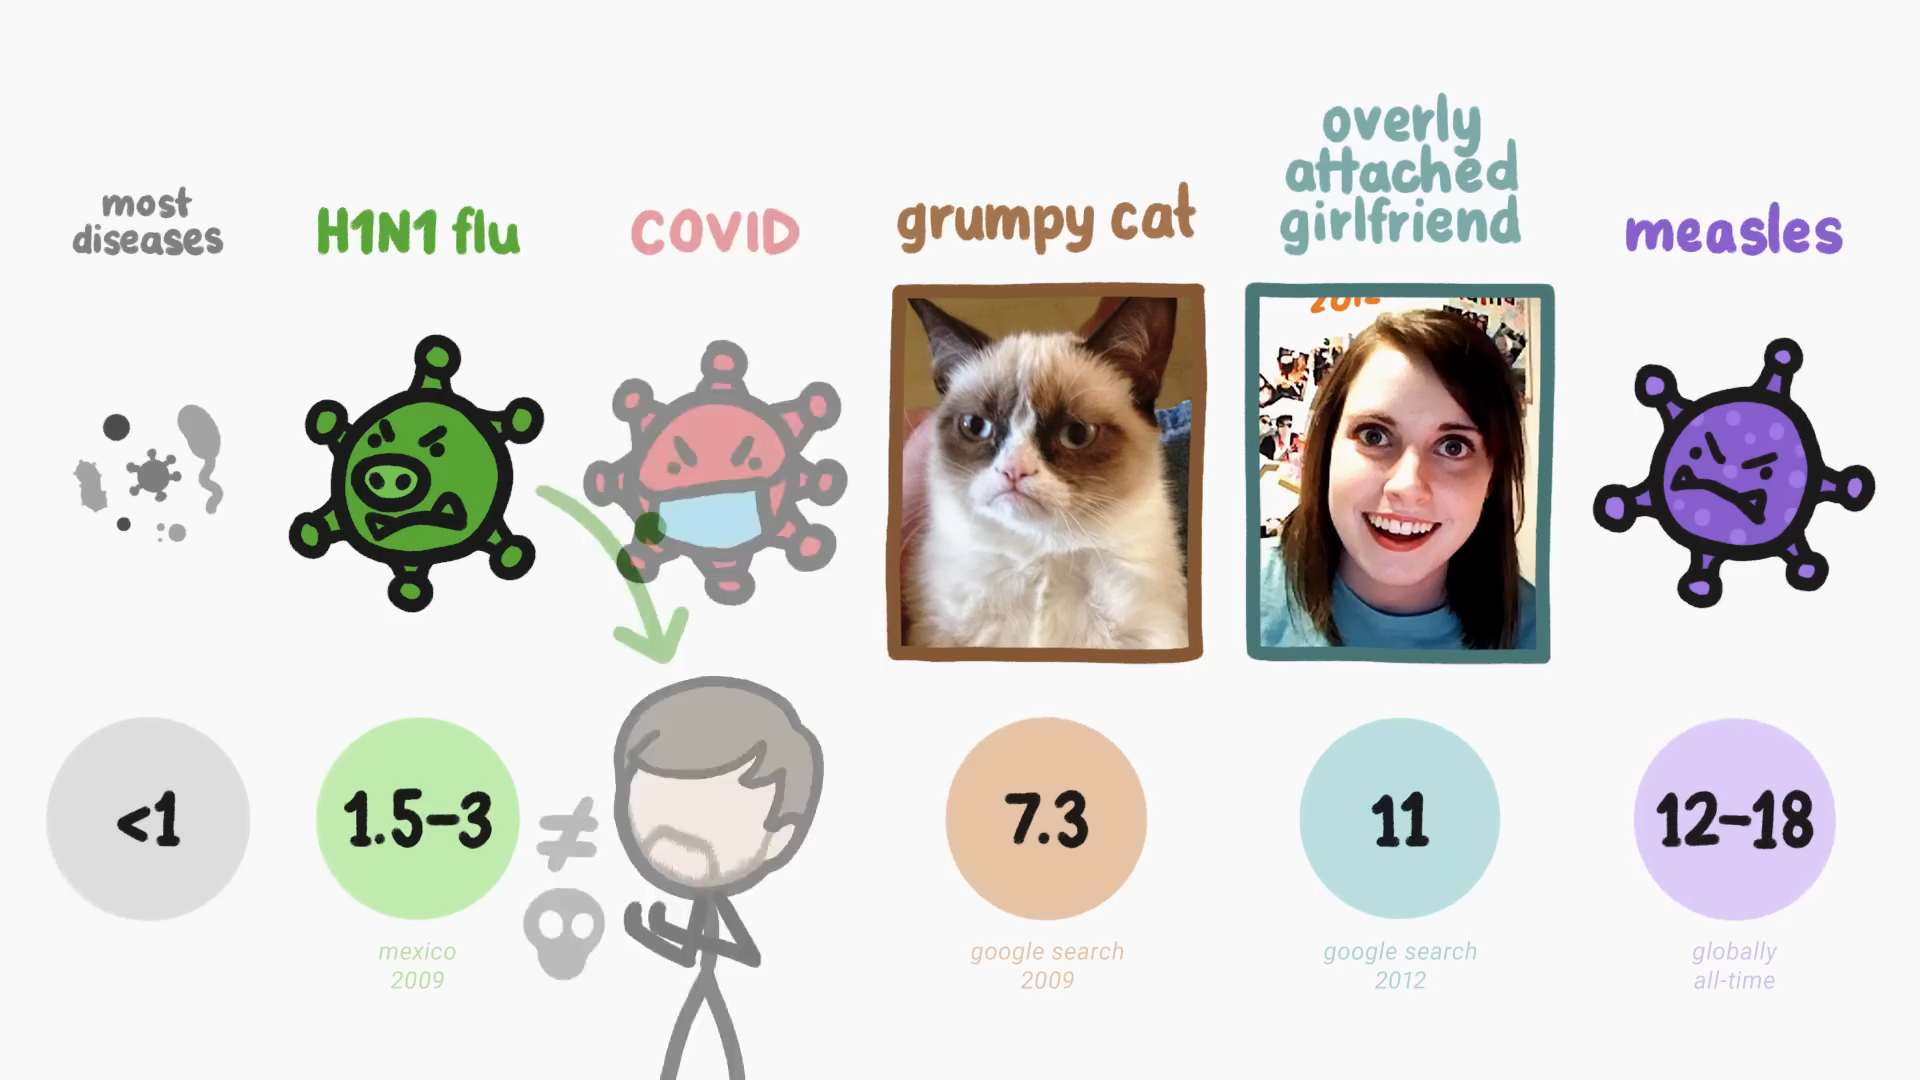 most
diseases
H1N1 flu
COVID
grumpy cat
overly
attached
girlfriend
measles
<1
1.5–3
≠
7.3
11
12–18
mexico
2009
google search
2009
google search
2012
globally
all-time